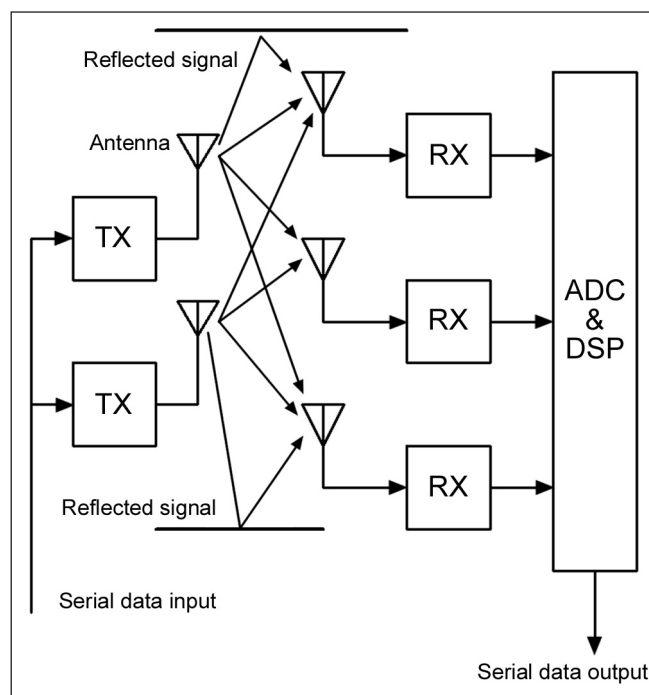 Reflected signal
Antenna
TX
TX
RX
RX
RX
ADC
&
DSP
Reflected signal
Serial data input
Serial data output